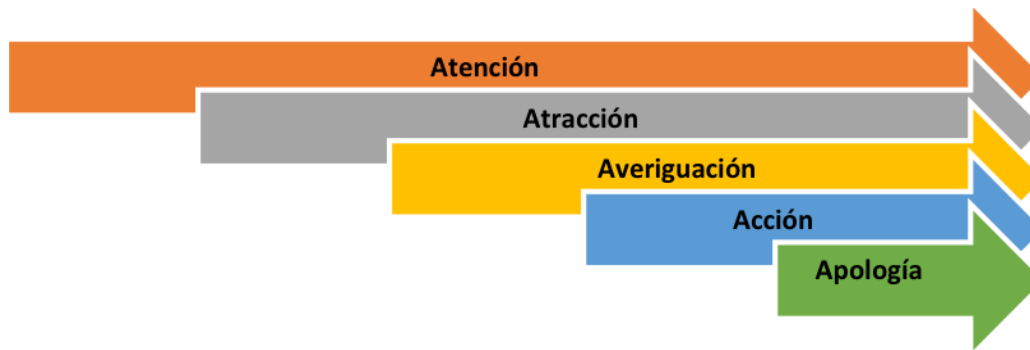 Atención
Atracción
Averiguación
Acción
Apología